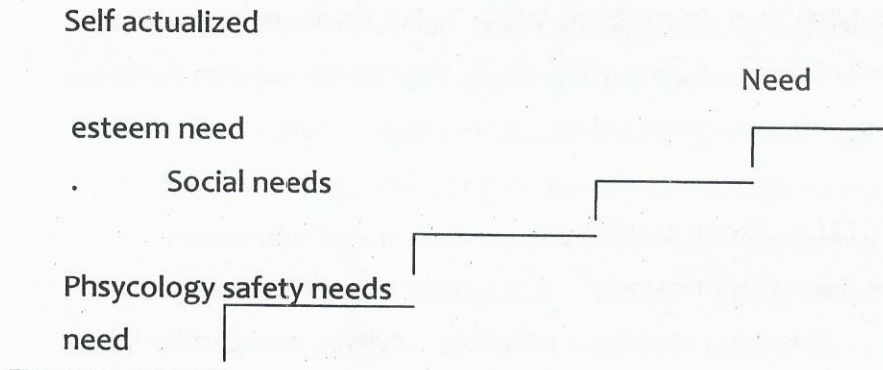 Self actualized
Need
esteem need
. Social needs
Phsycology safety needs
need